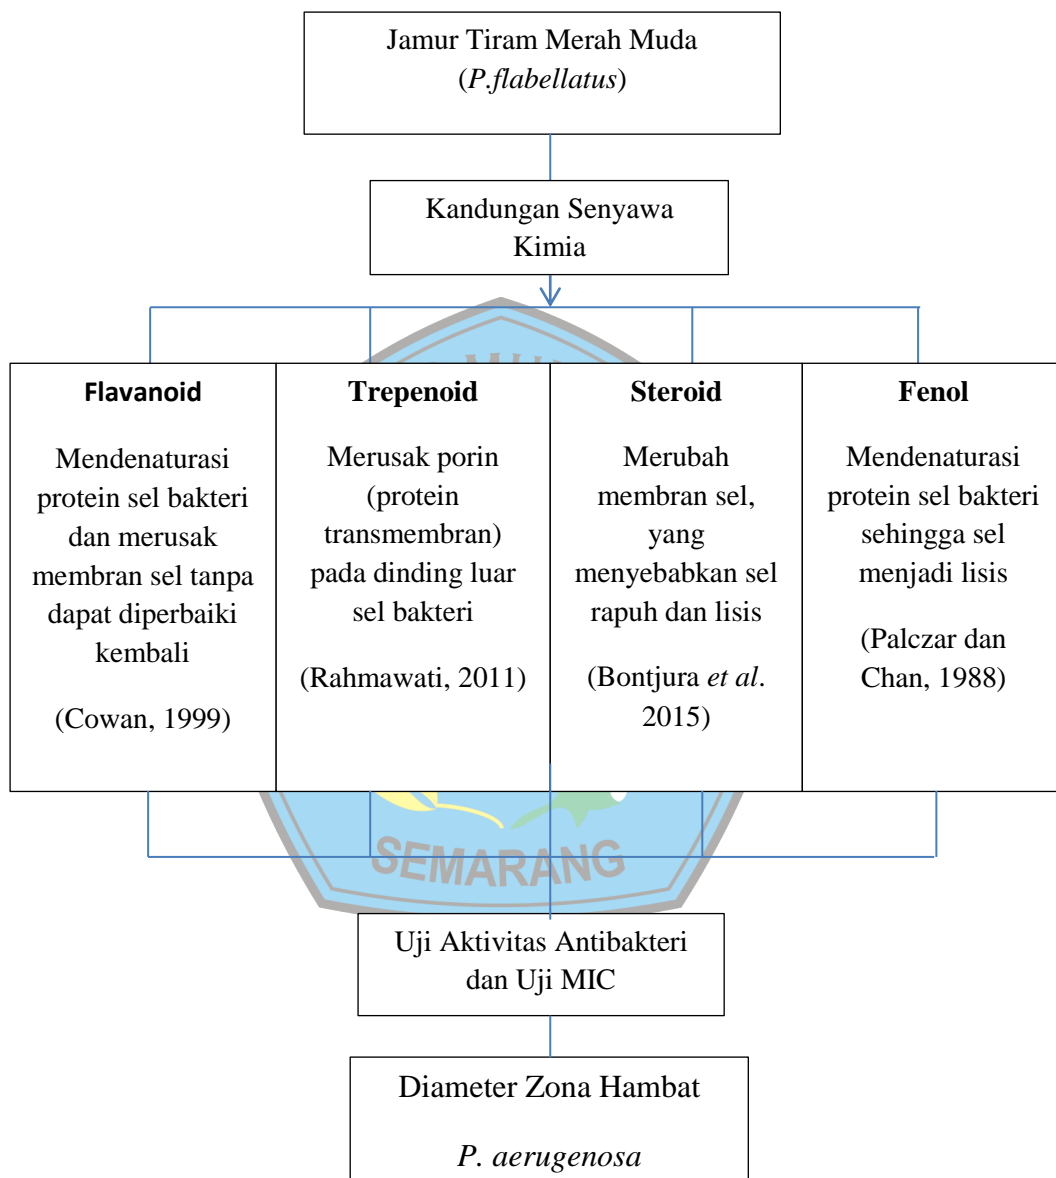 Jamur Tiram Merah Muda
(P.flabellatus)
Kandungan Senyawa
Kimia
Flavanoid
Mendenaturasi
protein sel bakteri
dan merusak
membran sel tanpa
dapat diperbaiki
kembali
(Cowan, 1999)
Trepenoid
Merusak porin
(protein
transmembran)
pada dinding luar
sel bakteri
(Rahmawati, 2011)
Steroid
Merubah
membran sel,
yang
menyebabkan sel
rapuh dan lisis
(Bontjura et al.
2015)
Fenol
Mendenaturasi
protein sel bakteri
sehingga sel
menjadi lisis
(Palczar dan
Chan, 1988)
SEMARANG
Uji Aktivitas Antibakteri
dan Uji MIC
Diameter Zona Hambat
P. aerugenosa